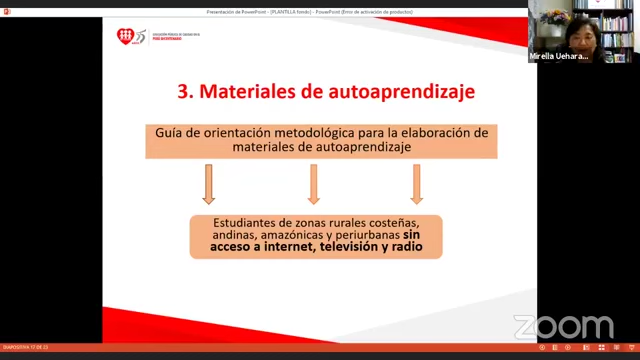 Presentación de PowerPoint - [PLANTILLA fondo] - PowerPoint (Error de activación de productos)
Mirella Uehara...
3. Materiales de autoaprendizaje
Guía de orientación metodológica para la elaboración de
materiales de autoaprendizaje
Estudiantes de zonas rurales costeñas,
andinas, amazónicas y periurbanas sin
acceso a internet, televisión y radio
zoom
DIAPOSITIVA 17 DE 23